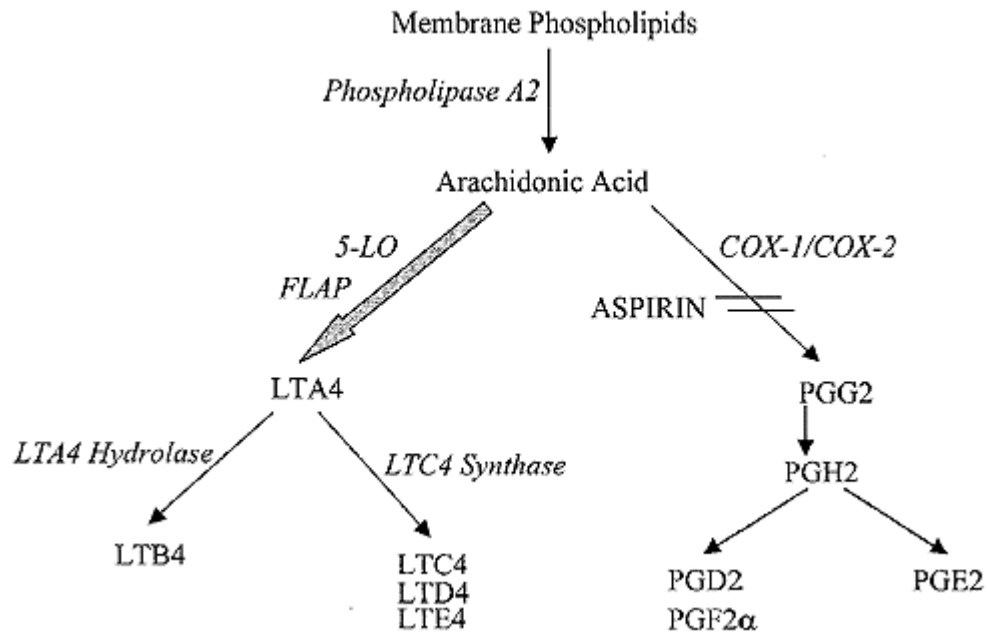 Membrane Phospholipids
Phospholipase A2
Arachidonic Acid
5-LO
COX-1/COX-2
FLAP
ASPIRIN
LTA4
PGG2
LTA4 Hydrolase
LTC4 Synthase
PGH2
LTB4
LTC4
LTD4
LTE4
PGD2
PGF2α
PGE2